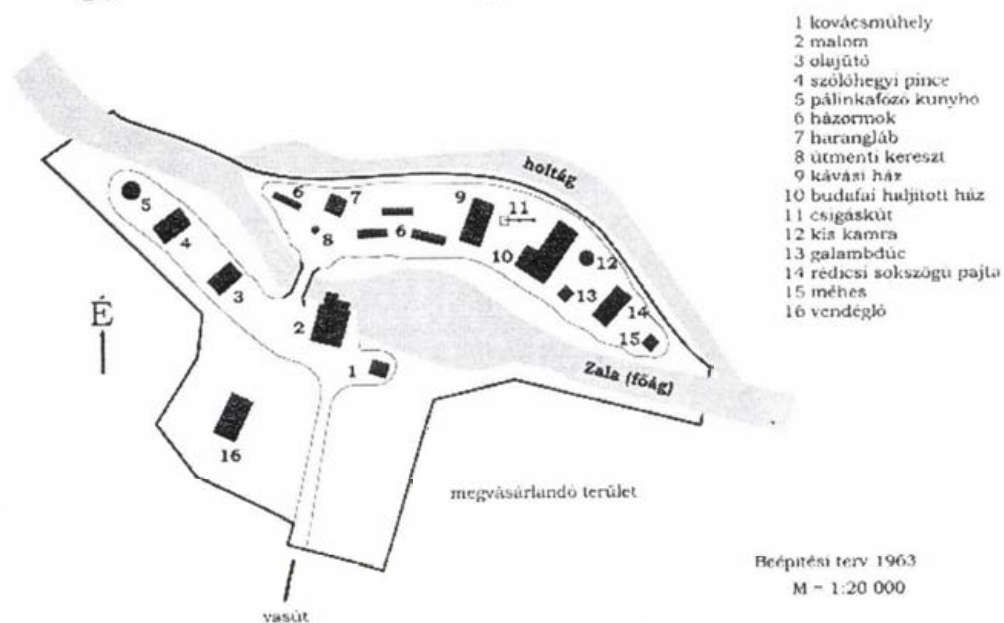 1 kovácsműhely
2 malom
3 olajütő
4 szőlőhegyi pince
5 pálinkafőző kunyhó
6 házormok
7 harangláb
8 útmenti kereszt
9 kávási ház
10 budafai hajlított ház
11 csigáskút
12 kis kamra
13 galambdúc
14 rédicsi sokszögű pajta
15 méhes
16 vendéglő
holtág
5
4
3
6
7
8
6
9
11
10
12
13
14
15
É
2
1
Zala (főág)
16
megvásárlandó terület
Beépítési terv 1963
M - 1:20 000
vasút